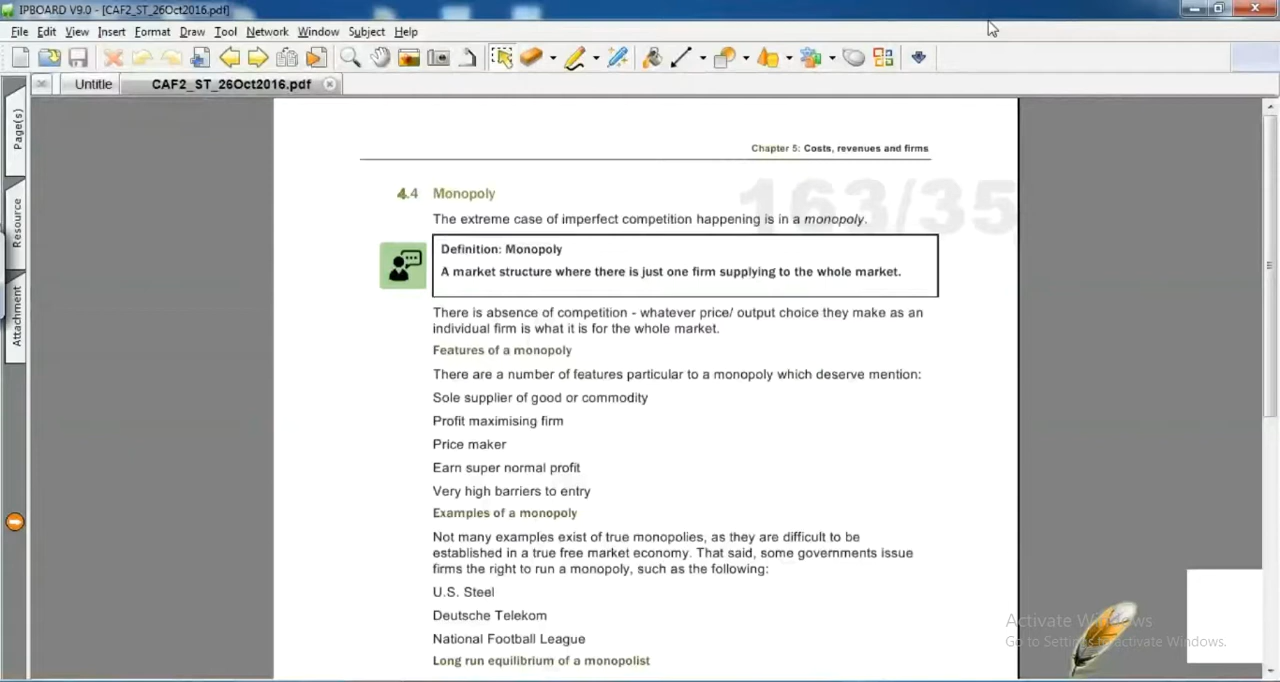 IPBOARD V9.0 - [CAF2_ST_26Oct2016.pdf]
File Edit View Insert Format Draw Tool Network Window Subject Help
Untitle CAF2_ST_26Oct2016.pdf
Page(s)
Resource
Attachment
Chapter 5: Costs, revenues and firms
163/35
4.4 Monopoly
The extreme case of imperfect competition happening is in a monopoly.
Definition: Monopoly
A market structure where there is just one firm supplying to the whole market.
There is absence of competition - whatever price/ output choice they make as an
individual firm is what it is for the whole market.
Features of a monopoly
There are a number of features particular to a monopoly which deserve mention:
Sole supplier of good or commodity
Profit maximising firm
Price maker
Earn super normal profit
Very high barriers to entry
Examples of a monopoly
Not many examples exist of true monopolies, as they are difficult to be
established in a true free market economy. That said, some governments issue
firms the right to run a monopoly, such as the following:
U.S. Steel
Deutsche Telekom
National Football League
Long run equilibrium of a monopolist
Activate Windows
Go to Settings to activate Windows.